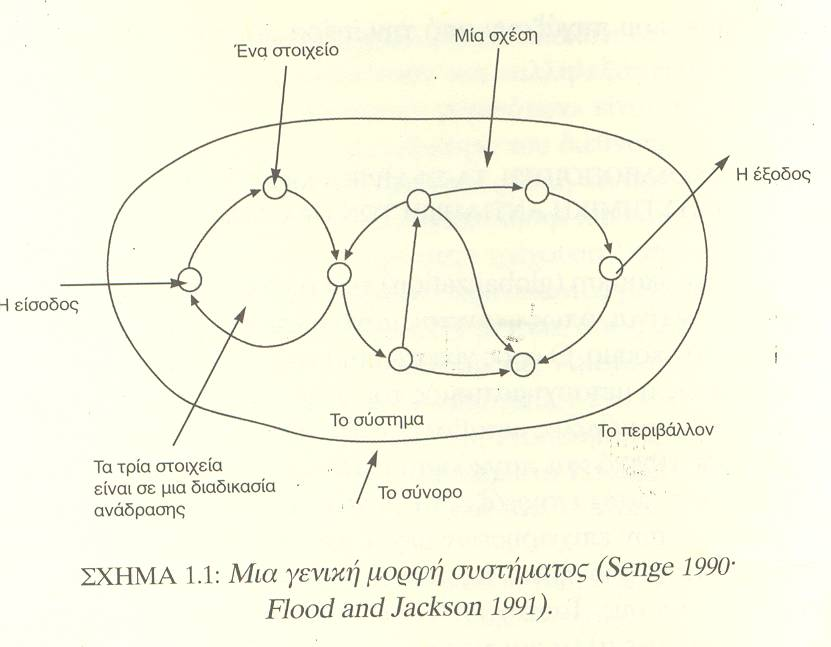 Ένα στοιχείο
Μία σχέση
Η έξοδος
Η είσοδος
Το σύστημα
Το περιβάλλον
Τα τρία στοιχεία
είναι σε μια διαδικασία
ανάδρασης
Το σύνορο
ΣΧΗΜΑ 1.1: Μια γενική μορφή συστήματος (Senge 1990·
Flood and Jackson 1991).